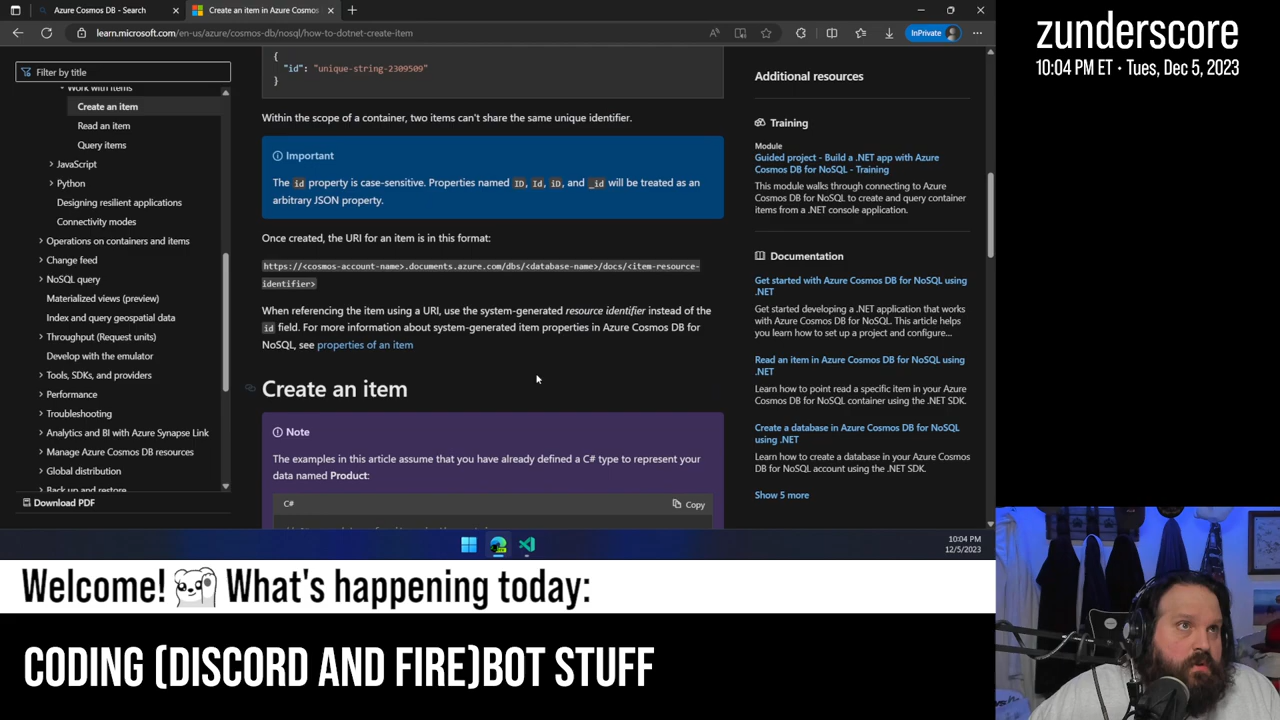 Azure Cosmos DB - Search
Create an item in Azure Cosmos
learn.microsoft.com/en-us/azure/cosmos-db/nosql/how-to-dotnet-create-item
InPrivate
Filter by title
Work with items
Create an item
Read an item
Query items
JavaScript
Python
Designing resilient applications
Connectivity modes
Operations on containers and items
Change feed
NoSQL query
Materialized views (preview)
Index and query geospatial data
Throughput (Request units)
Develop with the emulator
Tools, SDKs, and practices
Performance
Troubleshooting
Analytics and BI with Azure Synapse Link
Manage Azure Cosmos DB resources
Global distribution
Back up and restore
Download PDF
{
"id": "unique-string-2309509"
}
Within the scope of a container, two items can't share the same unique identifier.
Important
The id property is case-sensitive. Properties named ID, Id, iD, and _id will be treated as an
arbitrary JSON property.
Once created, the URI for an item is in this format:
https://<cosmos-account-name>.documents.azure.com/dbs/<database-name>/docs/<item-resource-
identifier>
When referencing the item using a URI, use the system-generated resource identifier instead of the
id field. For more information about system-generated item properties in Azure Cosmos DB for
NoSQL, see properties of an item
Create an item
Note
The examples in this article assume that you have already defined a C# type to represent your
data named Product:
C#
Copy
Additional resources
Training
Module
Guided project - Build a .NET app with Azure
Cosmos DB for NoSQL - Training
This module walks through connecting to Azure
Cosmos DB for NoSQL to create and query container
items from a .NET console application.
Documentation
Get started with Azure Cosmos DB for NoSQL using
.NET
Get started developing a .NET application that works
with Azure Cosmos DB for NoSQL. This article helps
you learn how to set up a project and configure...
Read an item in Azure Cosmos DB for NoSQL using
.NET
Learn how to point read a specific item in your Azure
Cosmos DB for NoSQL container using the .NET SDK.
Create a database in Azure Cosmos DB for NoSQL
using .NET
Learn how to create a database in your Azure Cosmos
DB for NoSQL account using the .NET SDK.
Show 5 more
10:04 PM
12/5/2023
zunderscore
10:04 PM ET • Tues, Dec 5, 2023
Welcome! What's happening today:
CODING (DISCORD AND FIRE)BOT STUFF